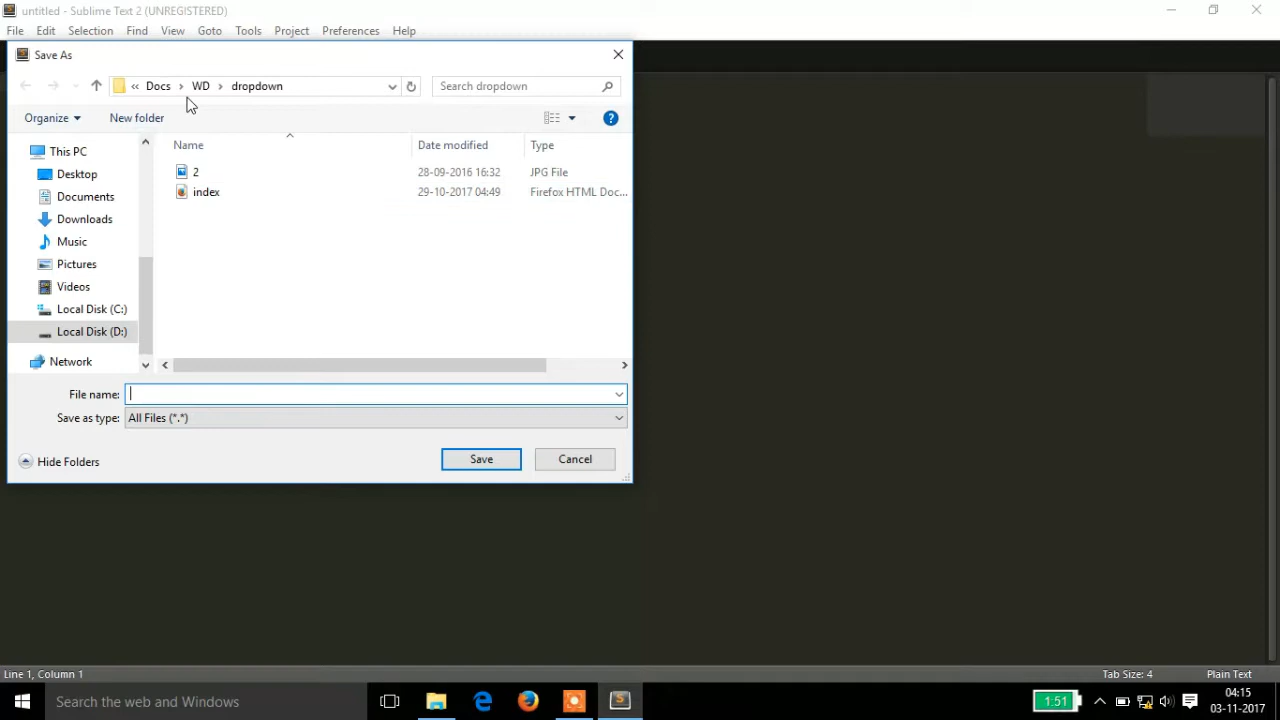 untitled - Sublime Text 2 (UNREGISTERED)
File Edit Selection Find View Goto Tools Project Preferences Help
Save As
« Docs › WD › dropdown
Search dropdown
Organize New folder
Name Date modified Type
This PC
Desktop
Documents
Downloads
Music
Pictures
Videos
Local Disk (C:)
Local Disk (D:)
Network
2 28-09-2016 16:32 JPG File
index 29-10-2017 04:49 Firefox HTML Doc...
File name:
Save as type: All Files (*.*)
Hide Folders
Save Cancel
Line 1, Column 1 Tab Size: 4 Plain Text
Search the web and Windows
1:51
04:15
03-11-2017